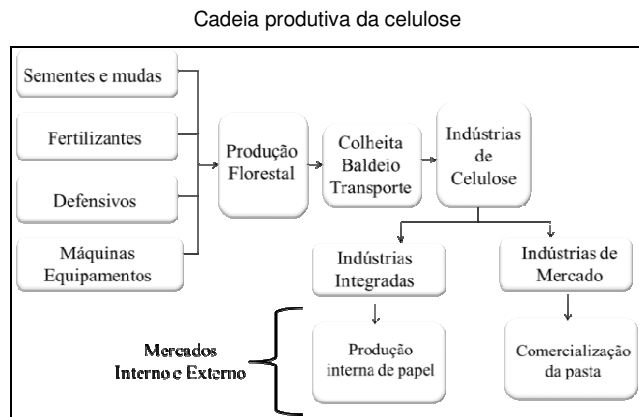 Cadeia produtiva da celulose
Sementes e mudas
Fertilizantes
Defensivos
Máquinas
Equipamentos
Produção
Florestal
Colheita
Baldeio
Transporte
Indústrias
de
Celulose
Indústrias
Integradas
Indústrias de
Mercado
Mercados
Interno e Externo
Produção
interna de papel
Comercialização
da pasta